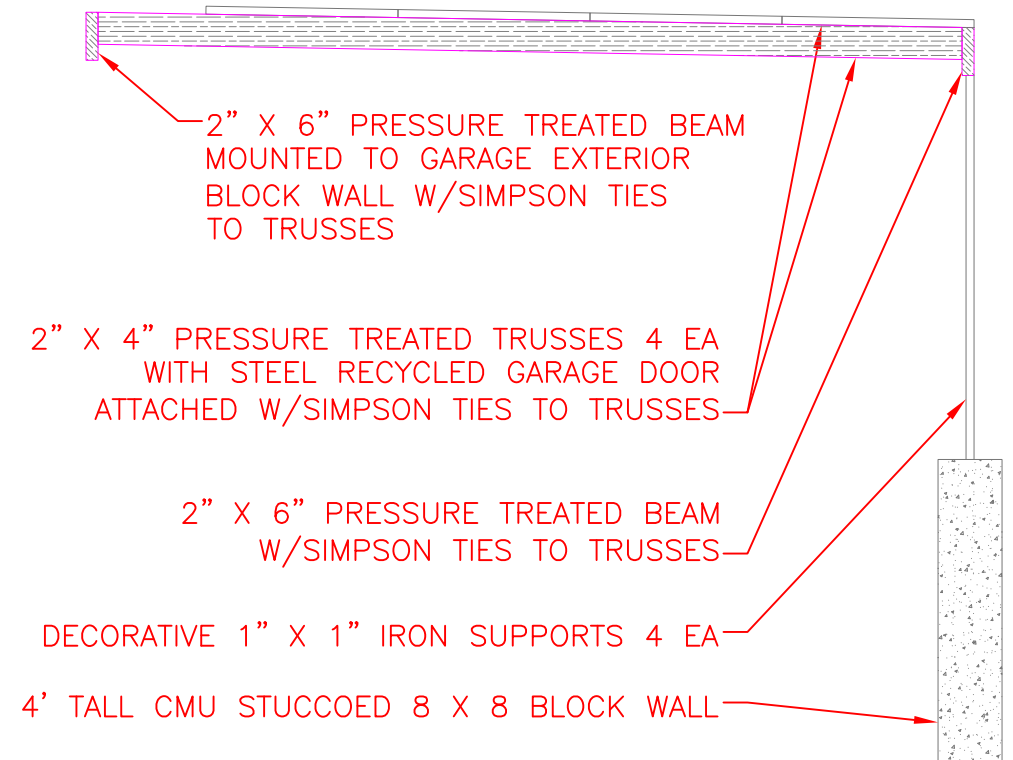 2” X 6” PRESSURE TREATED BEAM
MOUNTED TO GARAGE EXTERIOR
BLOCK WALL W/SIMPSON TIES
TO TRUSSES
2” X 4” PRESSURE TREATED TRUSSES 4 EA
WITH STEEL RECYCLED GARAGE DOOR
ATTACHED W/SIMPSON TIES TO TRUSSES
2” X 6” PRESSURE TREATED BEAM
W/SIMPSON TIES TO TRUSSES
DECORATIVE 1” X 1” IRON SUPPORTS 4 EA
4’ TALL CMU STUCCOED 8 X 8 BLOCK WALL